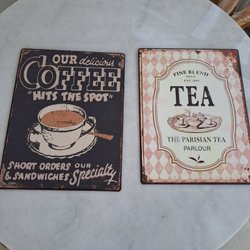 OUR delicious
COFFEE
"HITS THE SPOT"
SHORT ORDERS OUR
& SANDWICHES Specialty
FINE BLEND
TEA
THE PARISIAN TEA
PARLOUR